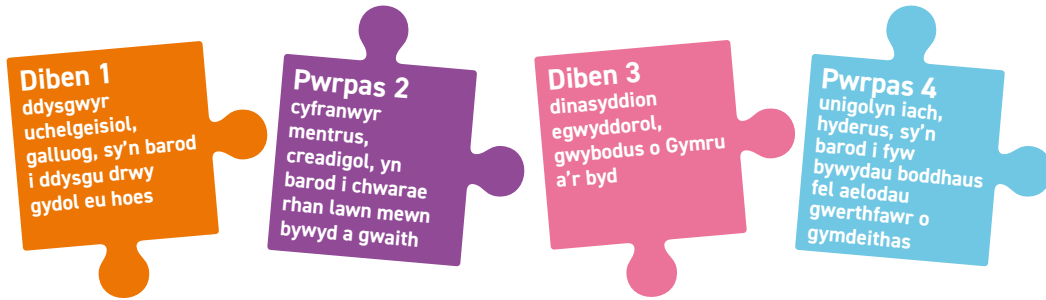 Diben 1
ddysgwyr
uchelgeisiol,
galluog, sy'n barod
i ddysgu drwy
gydol eu hoes
Pwrpas 2
cyfranwyr
mentrus,
creadigol, yn
barod i chwarae
rhan lawn mewn
bywyd a gwaith
Diben 3
dinasyddion
egwyddorol,
gwybodus o Gymru
a'r byd
Pwrpas 4
unigolyn iach,
hyderus, sy'n
barod i fyw
bywydau boddhaus
fel aelodau
gwerthfawr o
gymdeithas